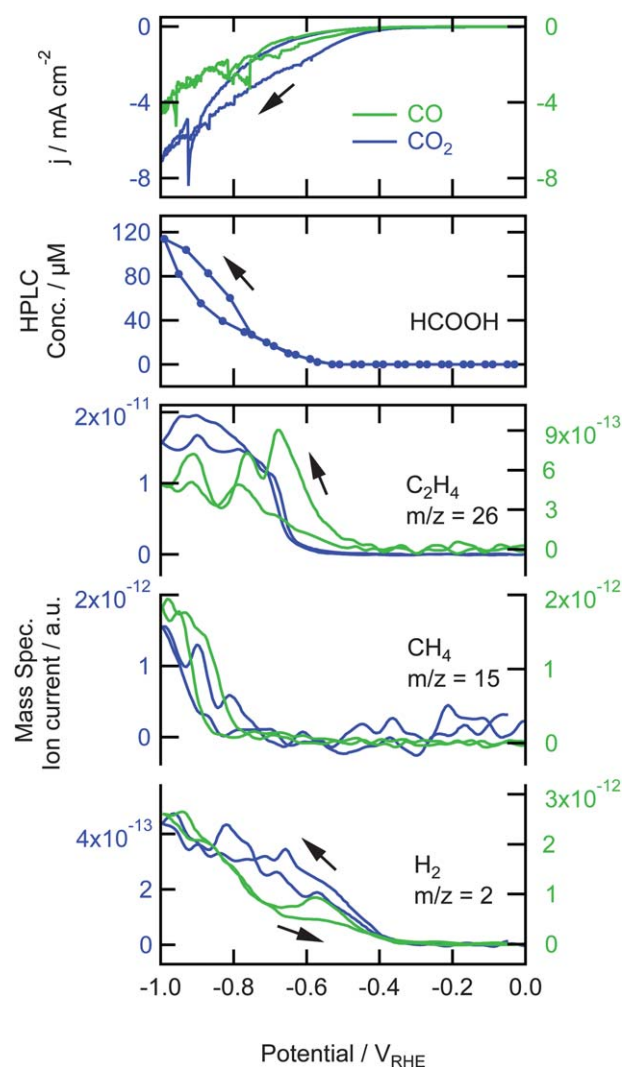 0
-4
-8
j / mA cm⁻²
CO
CO₂
0
-4
-8
120
80
40
0
HPLC
Conc. / µM
HCOOH
2x10⁻¹¹
1
0
C₂H₄
m/z = 26
9x10⁻¹³
6
3
0
2x10⁻¹²
1
0
Mass Spec.
Ion current / a.u.
CH₄
m/z = 15
2x10⁻¹²
1
0
4x10⁻¹³
2
0
H₂
m/z = 2
3x10⁻¹²
2
1
0
-1.0 -0.8 -0.6 -0.4 -0.2 0.0
Potential / V_RHE